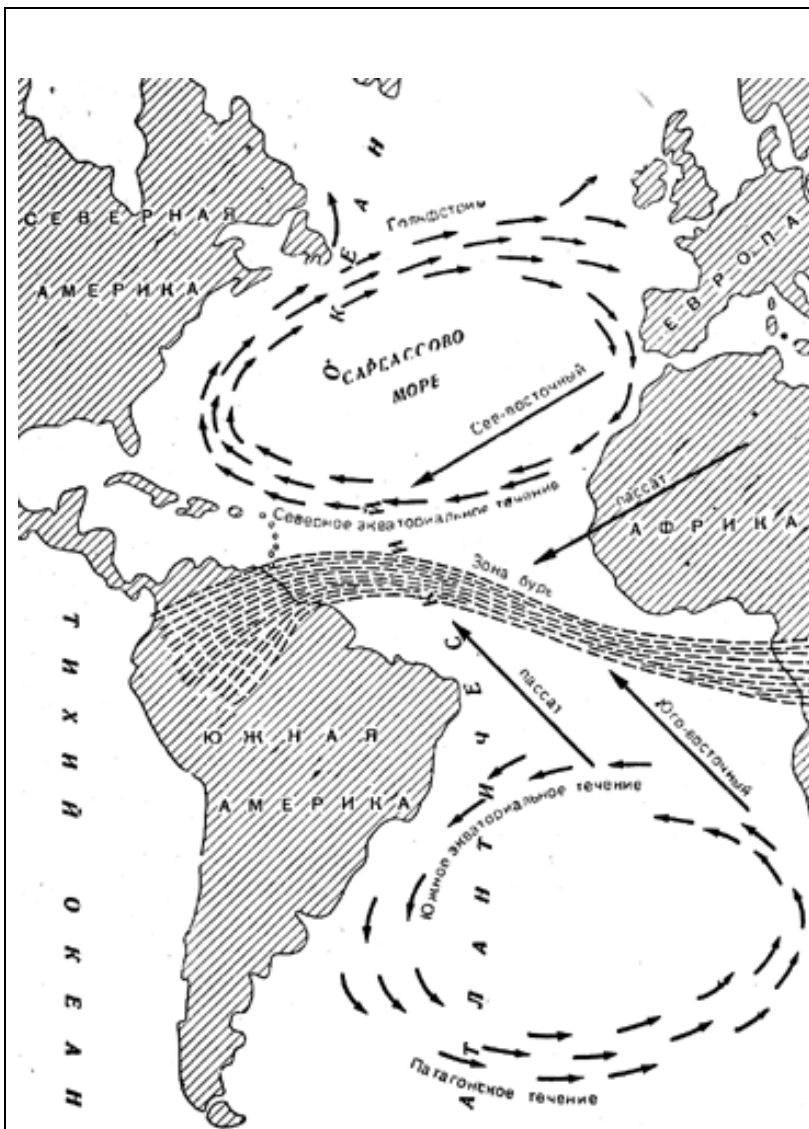 СЕВЕРНАЯ
АМЕРИКА
Гольфстрим
ЕВРОПА
САРГАССОВО
МОРЕ
Сев-восточный
пассат
АФРИКА
Северное экваториальное течение
Зона бурь
АТЛАНТИЧЕСКИЙ ОКЕАН
ТИХИЙ ОКЕАН
ЮЖНАЯ
АМЕРИКА
пассат
Юго-восточный
Южное экваториальное течение
Патагонское течение